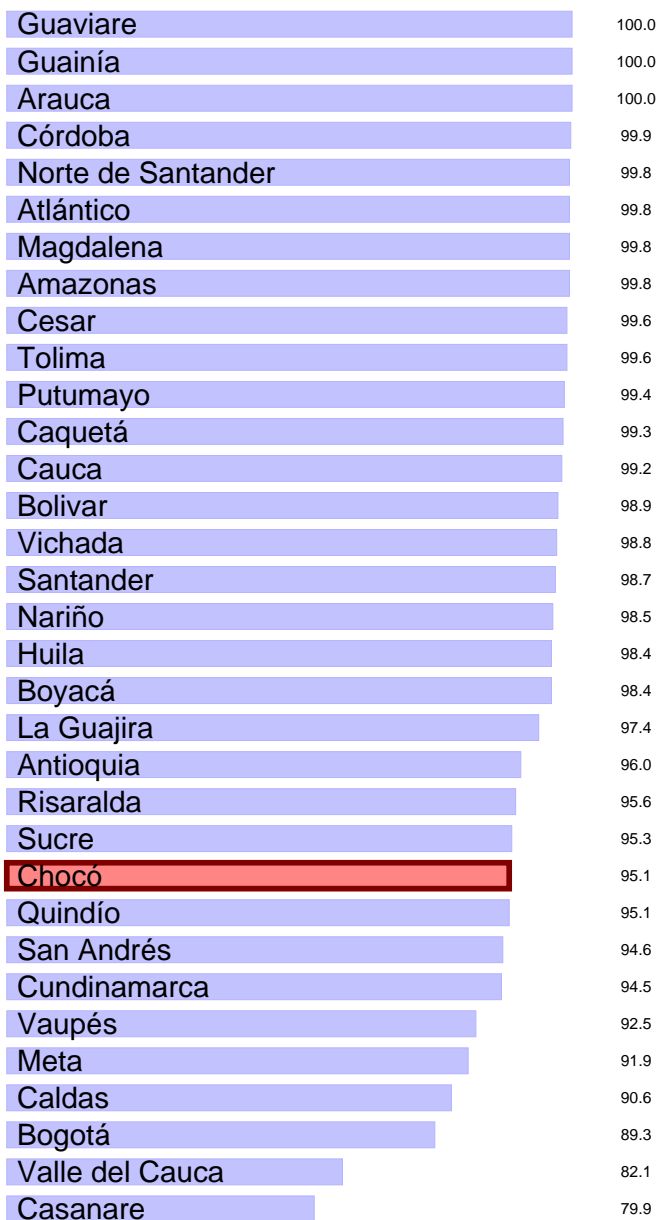 Guaviare 100.0
Guainía 100.0
Arauca 100.0
Córdoba 99.9
Norte de Santander 99.8
Atlántico 99.8
Magdalena 99.8
Amazonas 99.8
Cesar 99.6
Tolima 99.6
Putumayo 99.4
Caquetá 99.3
Cauca 99.2
Bolivar 98.9
Vichada 98.8
Santander 98.7
Nariño 98.5
Huila 98.4
Boyacá 98.4
La Guajira 97.4
Antioquia 96.0
Risaralda 95.6
Sucre 95.3
Chocó 95.1
Quindío 95.1
San Andrés 94.6
Cundinamarca 94.5
Vaupés 92.5
Meta 91.9
Caldas 90.6
Bogotá 89.3
Valle del Cauca 82.1
Casanare 79.9